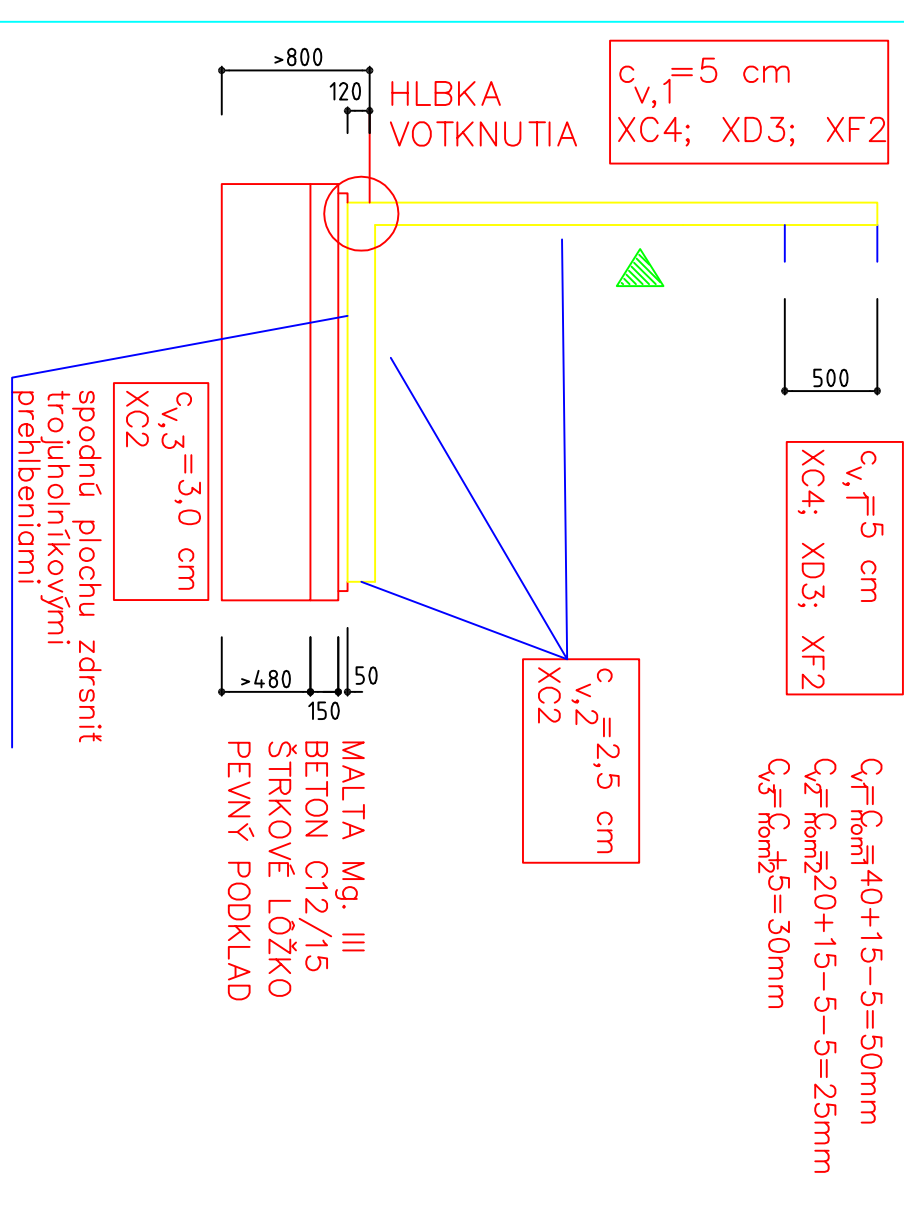 >800
120
HLBKA
VOTKNUTIA
c v,1=5 cm
XC4; XD3; XF2
500
c v,1=5 cm
XC4; XD3; XF2
c v,3=3,0 cm
XC2
spodnú plochu zdrsniť
trojuholníkovými
prehlbeniami
>480
150
50
c v,2=2,5 cm
XC2
MALTA Mg. III
BETON C12/15
ŠTRKOVÉ LÔŽKO
PEVNÝ PODKLAD
C v1=C nom1=40+15-5=50mm
C v2=C nom2=20+15-5-5=25mm
C v3=C nom2+5=30mm